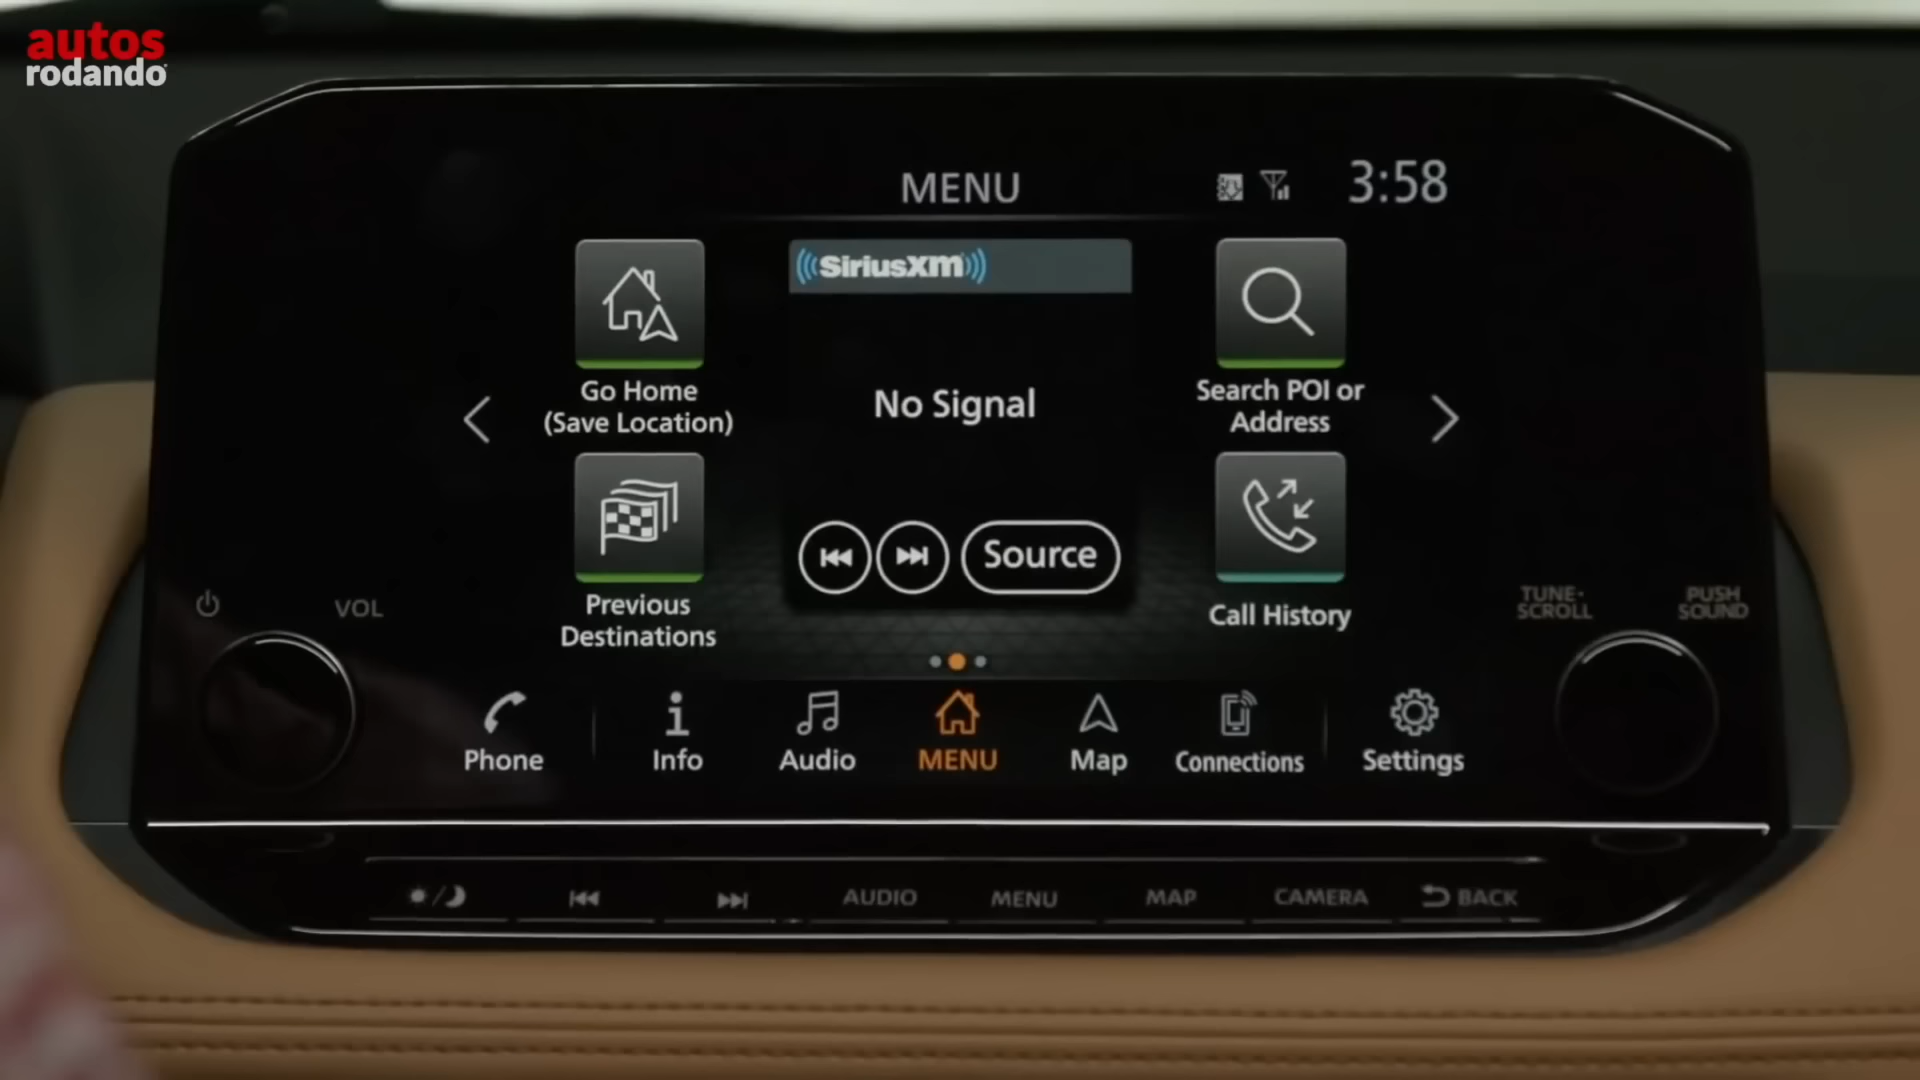 autos
rodando
MENU
3:58
SiriusXM
No Signal
Go Home
(Save Location)
Search POI or
Address
Previous
Destinations
Source
Call History
VOL
TUNE·
SCROLL
PUSH
SOUND
Phone
Info
Audio
MENU
Map
Connections
Settings
AUDIO
MENU
MAP
CAMERA
BACK